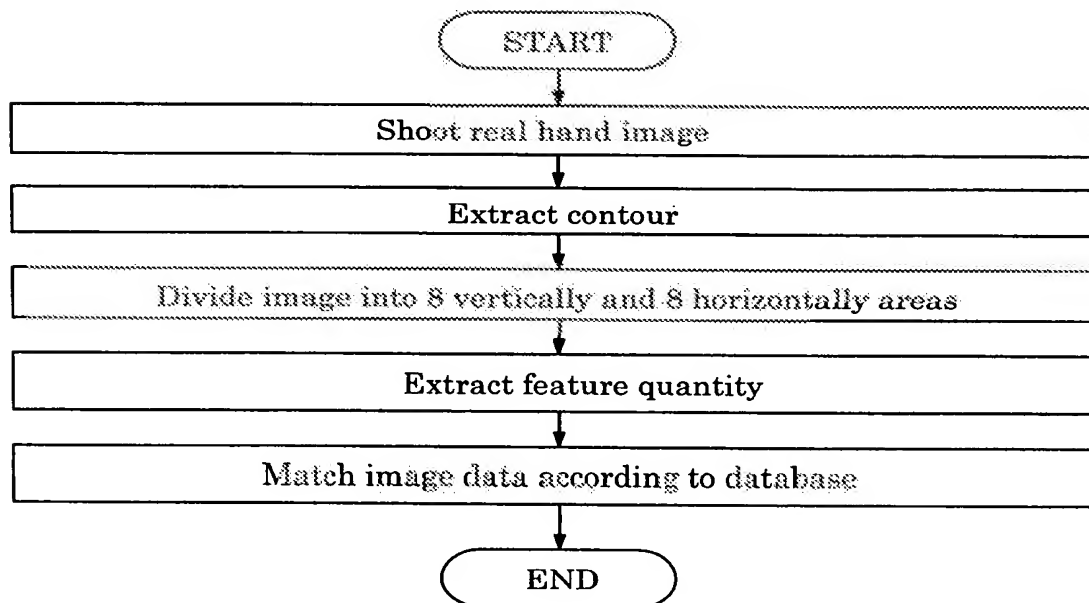 START
Shoot real hand image
Extract contour
Divide image into 8 vertically and 8 horizontally areas
Extract feature quantity
Match image data according to database
END